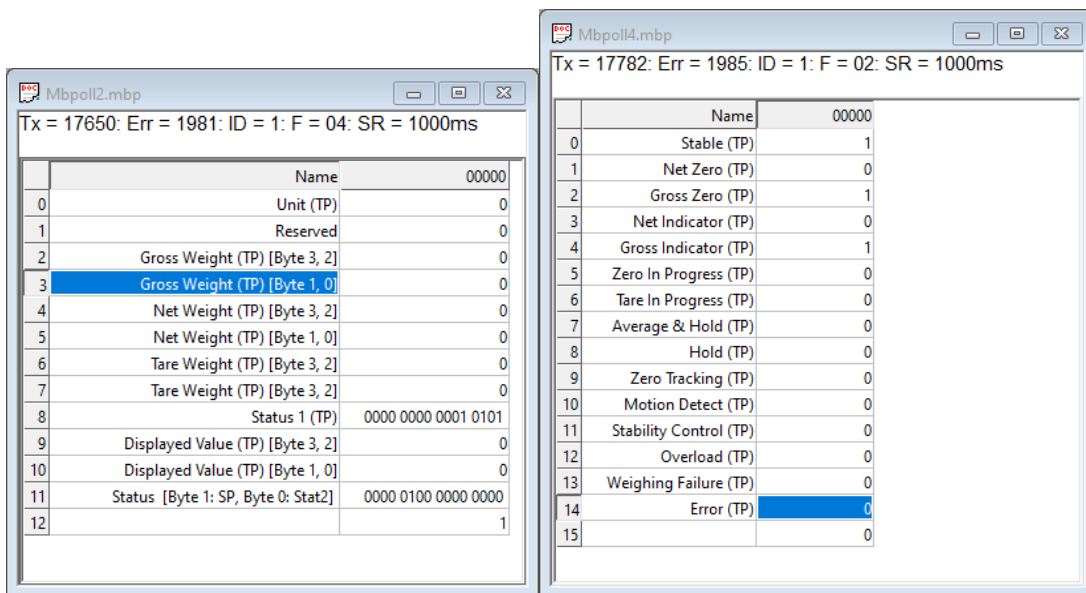 Mbpoll2.mbp
Tx = 17650: Err = 1981: ID = 1: F = 04: SR = 1000ms
Name 00000
0 Unit (TP) 0
1 Reserved 0
2 Gross Weight (TP) [Byte 3, 2] 0
3 Gross Weight (TP) [Byte 1, 0] 0
4 Net Weight (TP) [Byte 3, 2] 0
5 Net Weight (TP) [Byte 1, 0] 0
6 Tare Weight (TP) [Byte 3, 2] 0
7 Tare Weight (TP) [Byte 3, 2] 0
8 Status 1 (TP) 0000 0000 0001 0101
9 Displayed Value (TP) [Byte 3, 2] 0
10 Displayed Value (TP) [Byte 1, 0] 0
11 Status [Byte 1: SP, Byte 0: Stat2] 0000 0100 0000 0000
12 1
Mbpoll4.mbp
Tx = 17782: Err = 1985: ID = 1: F = 02: SR = 1000ms
Name 00000
0 Stable (TP) 1
1 Net Zero (TP) 0
2 Gross Zero (TP) 1
3 Net Indicator (TP) 0
4 Gross Indicator (TP) 1
5 Zero In Progress (TP) 0
6 Tare In Progress (TP) 0
7 Average & Hold (TP) 0
8 Hold (TP) 0
9 Zero Tracking (TP) 0
10 Motion Detect (TP) 0
11 Stability Control (TP) 0
12 Overload (TP) 0
13 Weighing Failure (TP) 0
14 Error (TP) 0
15 0